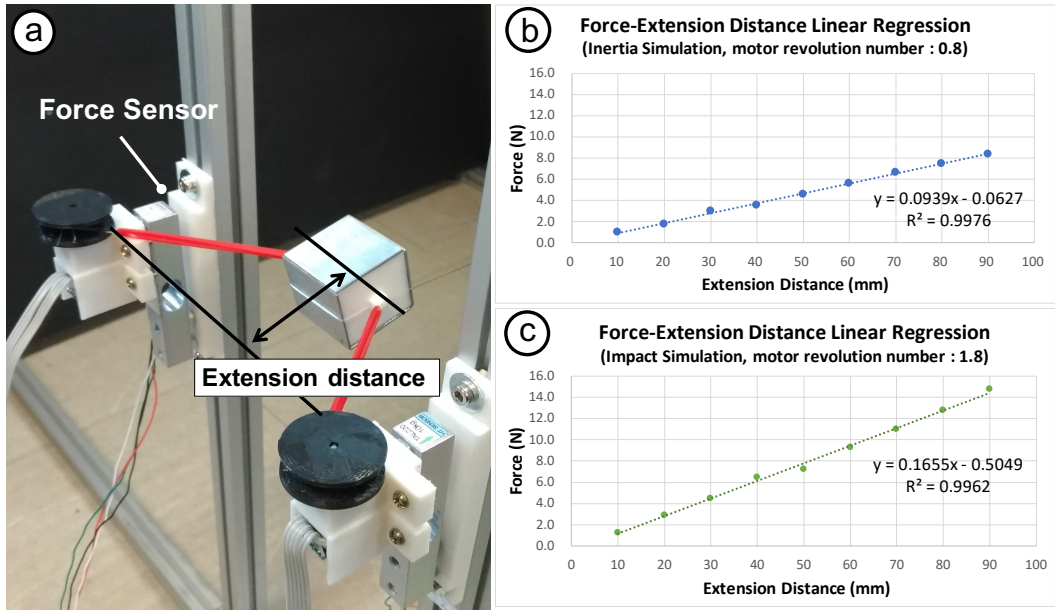 a
Force Sensor
Extension distance
TAL220
10kg
HT SENSOR
b
Force-Extension Distance Linear Regression
(Inertia Simulation, motor revolution number : 0.8)
Force (N)
16.0
14.0
12.0
10.0
8.0
6.0
4.0
2.0
0.0
y = 0.0939x - 0.0627
R² = 0.9976
0 10 20 30 40 50 60 70 80 90 100
Extension Distance (mm)
c
Force-Extension Distance Linear Regression
(Impact Simulation, motor revolution number : 1.8)
Force (N)
16.0
14.0
12.0
10.0
8.0
6.0
4.0
2.0
0.0
y = 0.1655x - 0.5049
R² = 0.9962
0 10 20 30 40 50 60 70 80 90 100
Extension Distance (mm)